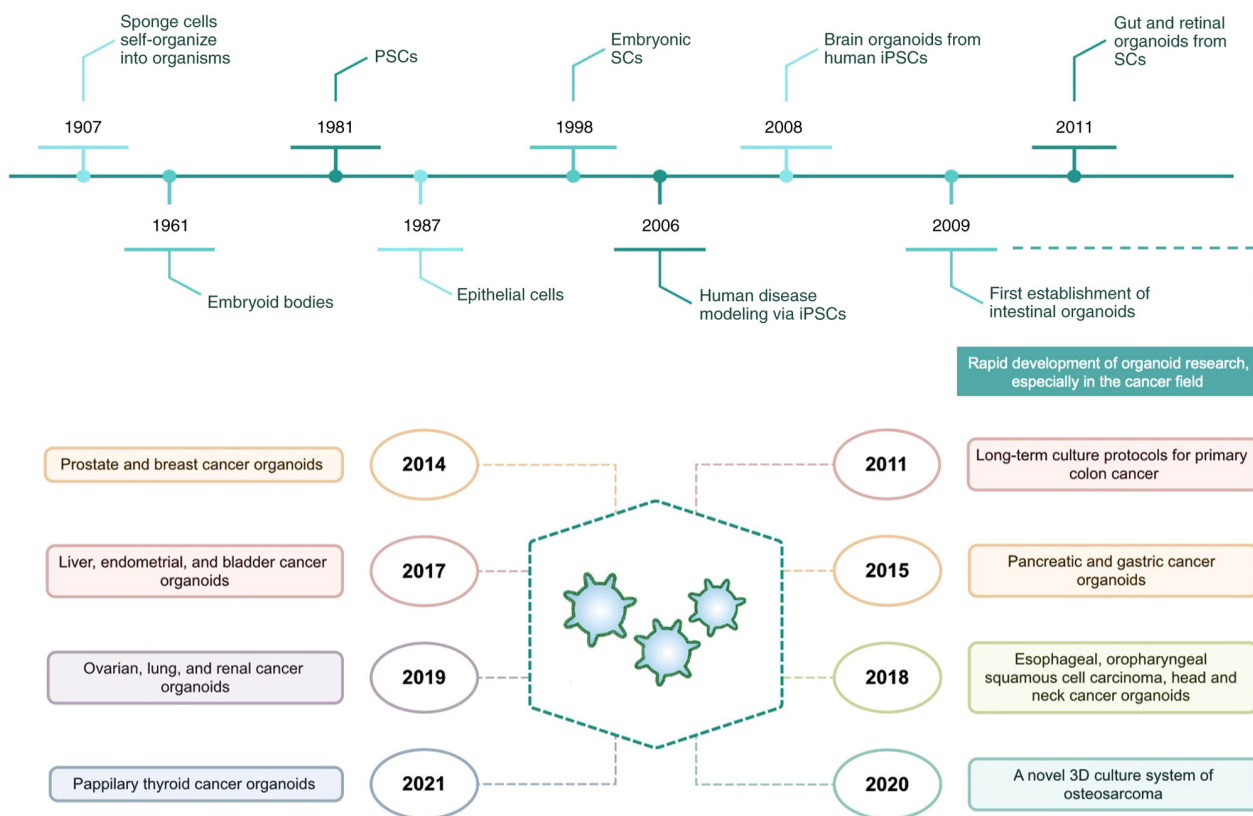 Sponge cells
self-organize
into organisms
PSCs
Embryonic
SCs
Brain organoids from
human iPSCs
Gut and retinal
organoids from
SCs
1907
1981
1998
2008
2011
1961
1987
2006
2009
Embryoid bodies
Epithelial cells
Human disease
modeling via iPSCs
First establishment of
intestinal organoids
Rapid development of organoid research,
especially in the cancer field
Prostate and breast cancer organoids
2014
2011
Long-term culture protocols for primary
colon cancer
Liver, endometrial, and bladder cancer
organoids
2017
2015
Pancreatic and gastric cancer
organoids
Ovarian, lung, and renal cancer
organoids
2019
2018
Esophageal, oropharyngeal
squamous cell carcinoma, head and
neck cancer organoids
Pappilary thyroid cancer organoids
2021
2020
A novel 3D culture system of
osteosarcoma